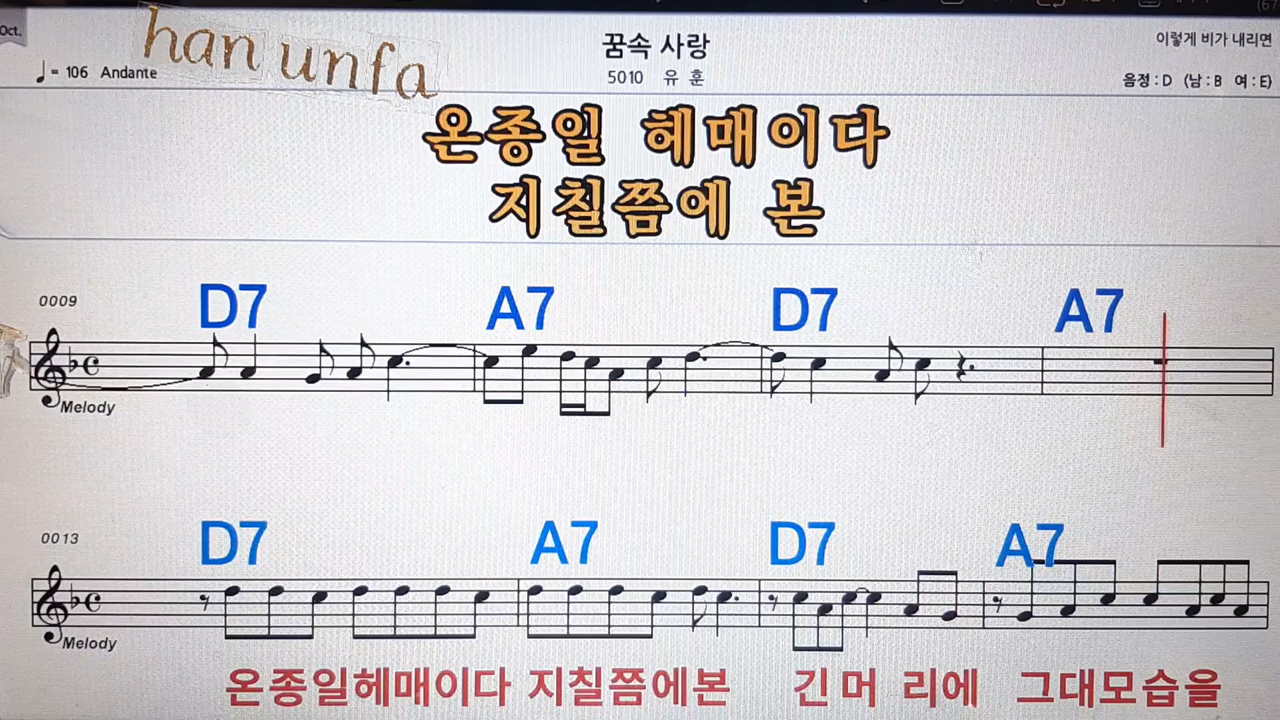 Oct.
han unfa
♩= 106 Andante
꿈속 사랑
5010 유 훈
이렇게 비가 내리면
음정 : D (남 : B 여 : E)
온종일 헤매이다
지칠쯤에 본
0009
D7 A7 D7 A7
Melody
0013
D7 A7 D7 A7
Melody
온종일헤매이다 지칠쯤에본 긴머 리에 그대모습을